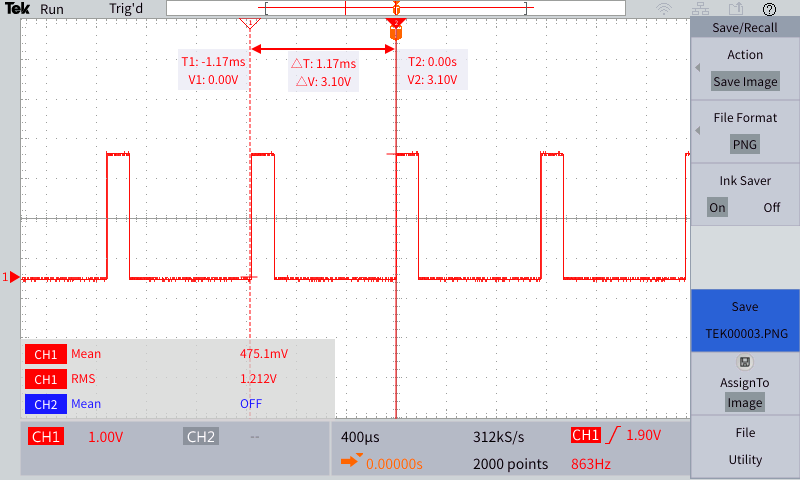 Tek Run Trig'd
1
2
T
?
Save/Recall
T1: -1.17ms
V1: 0.00V
△T: 1.17ms
△V: 3.10V
T2: 0.00s
V2: 3.10V
Action
Save Image
File Format
PNG
Ink Saver
On Off
1
Save
TEK00003.PNG
CH1 Mean 475.1mV
CH1 RMS 1.212V
CH2 Mean OFF
AssignTo
Image
CH1 1.00V CH2 --
400µs 312kS/s CH1 1.90V
0.00000s 2000 points 863Hz
File
Utility